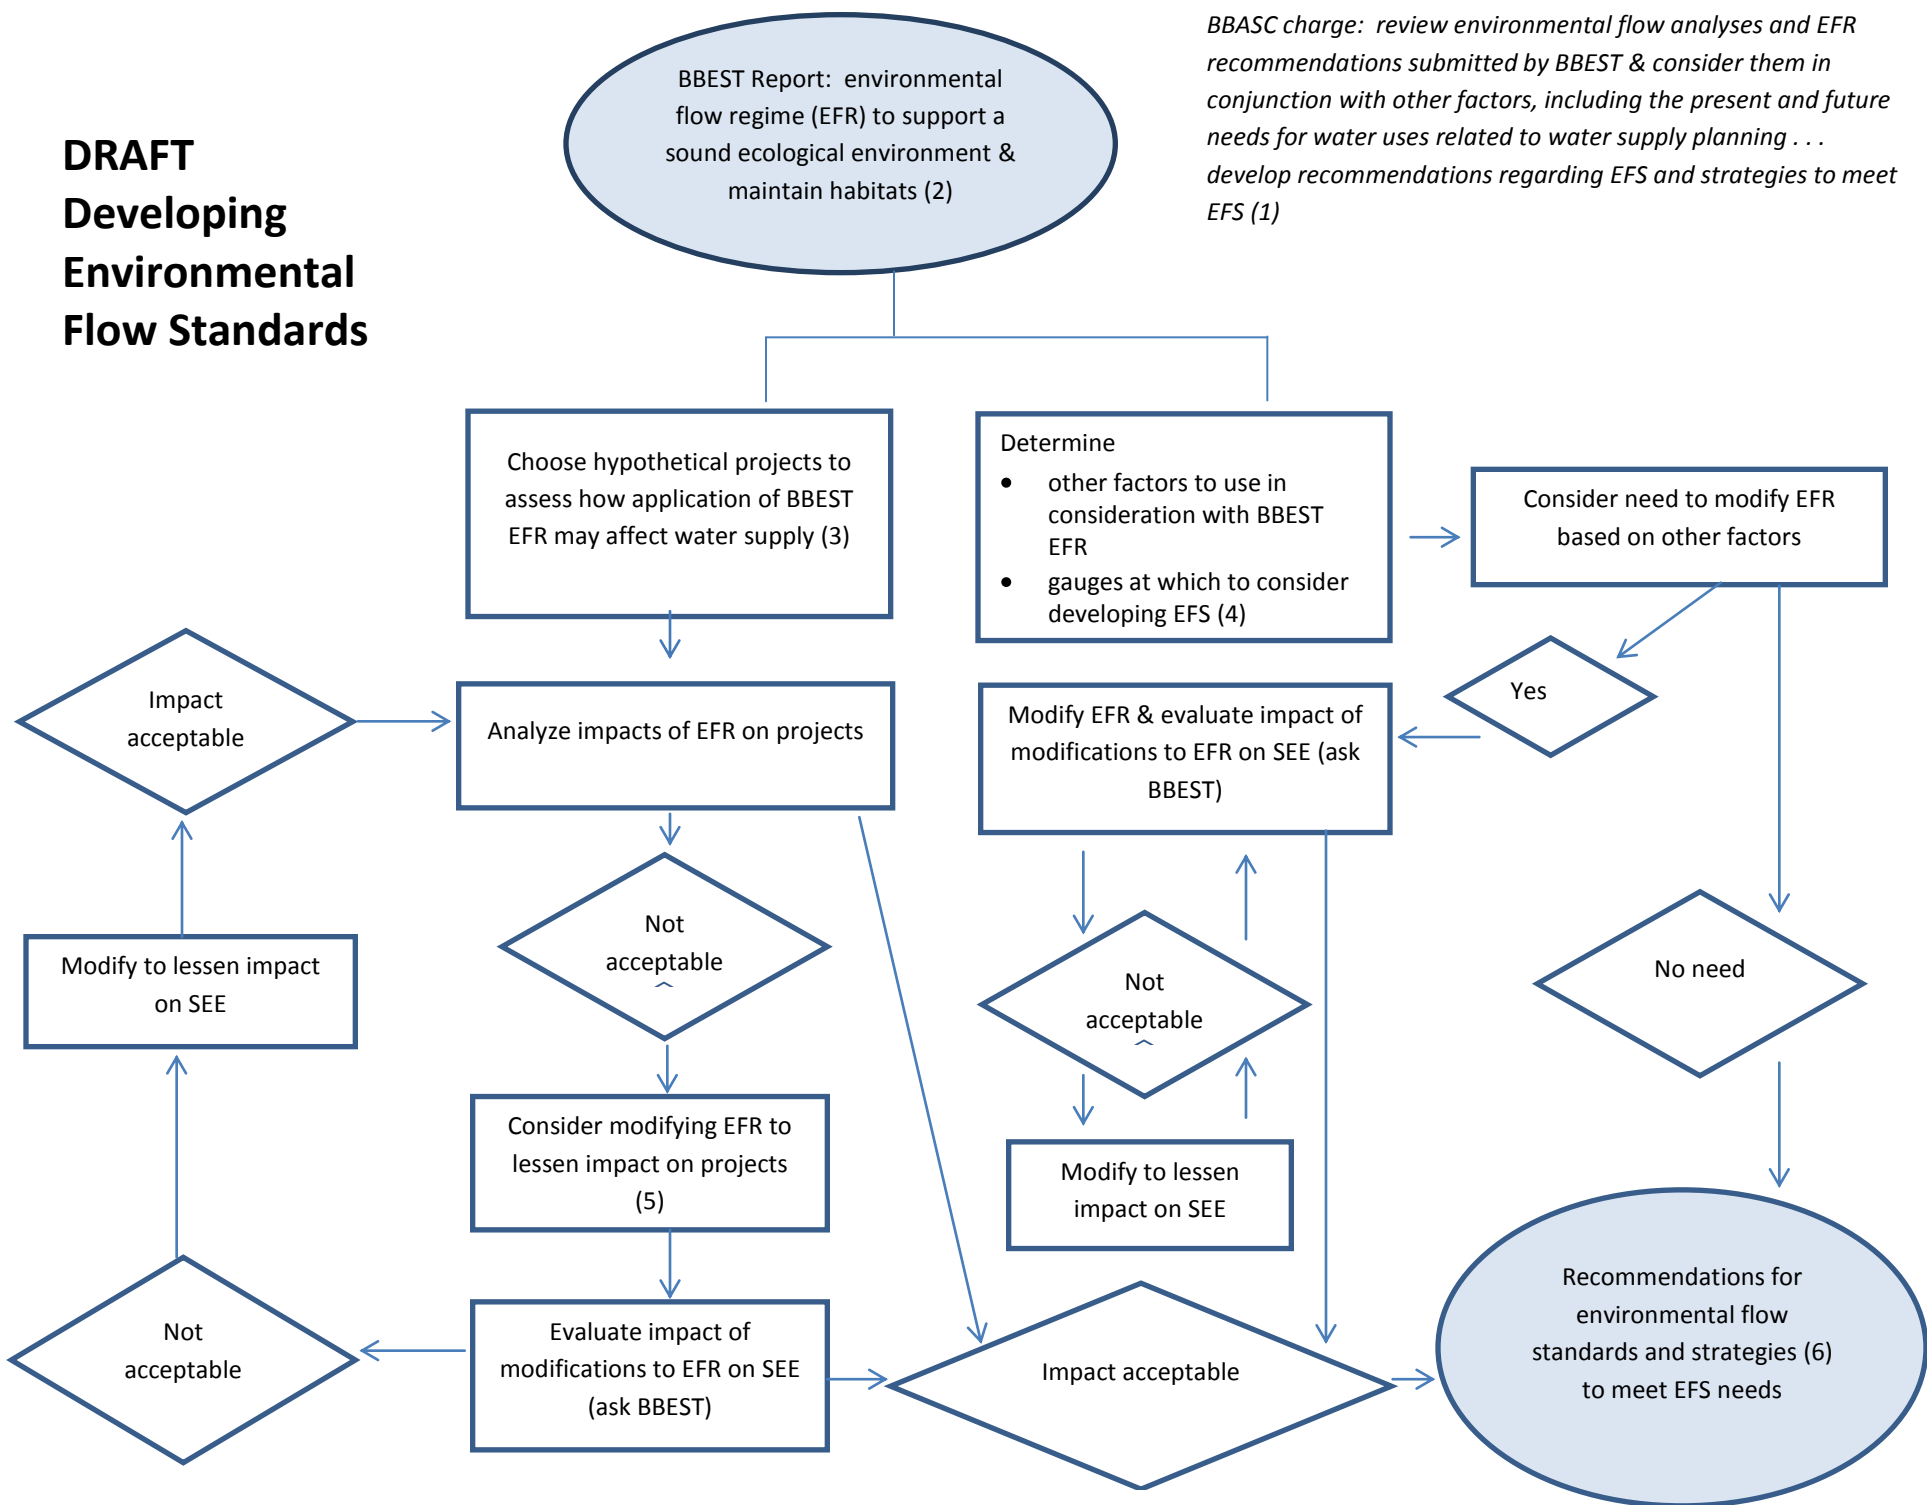 DRAFT
Developing
Environmental
Flow Standards
BBEST Report:  environmental
flow regime (EFR) to support a
sound ecological environment &
maintain habitats (2)
BBASC charge:  review environmental flow analyses and EFR
recommendations submitted by BBEST & consider them in
conjunction with other factors, including the present and future
needs for water uses related to water supply planning . . .
develop recommendations regarding EFS and strategies to meet
EFS (1)
Choose hypothetical projects to
assess how application of BBEST
EFR may affect water supply (3)
Determine
• other factors to use in
consideration with BBEST
EFR
• gauges at which to consider
developing EFS (4)
Consider need to modify EFR
based on other factors
Impact
acceptable
Analyze impacts of EFR on projects
Modify EFR & evaluate impact of
modifications to EFR on SEE (ask
BBEST)
Yes
Modify to lessen impact
on SEE
Not
acceptable
Not
acceptable
No need
Consider modifying EFR to
lessen impact on projects
(5)
Modify to lessen
impact on SEE
Not
acceptable
Evaluate impact of
modifications to EFR on SEE
(ask BBEST)
Impact acceptable
Recommendations for
environmental flow
standards and strategies (6)
to meet EFS needs